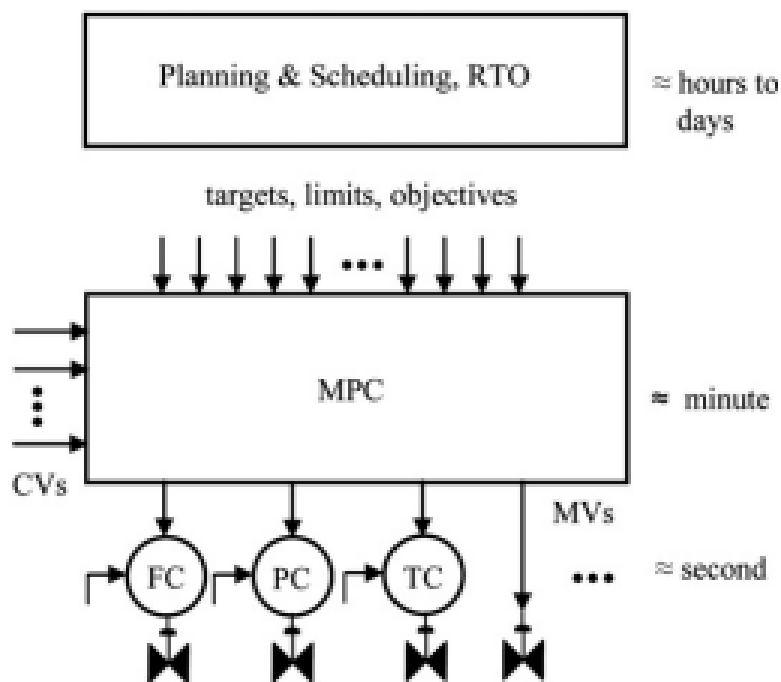 Planning & Scheduling, RTO
≈ hours to
days
targets, limits, objectives
MPC
≈ minute
CVs
MVs
FC
PC
TC
≈ second